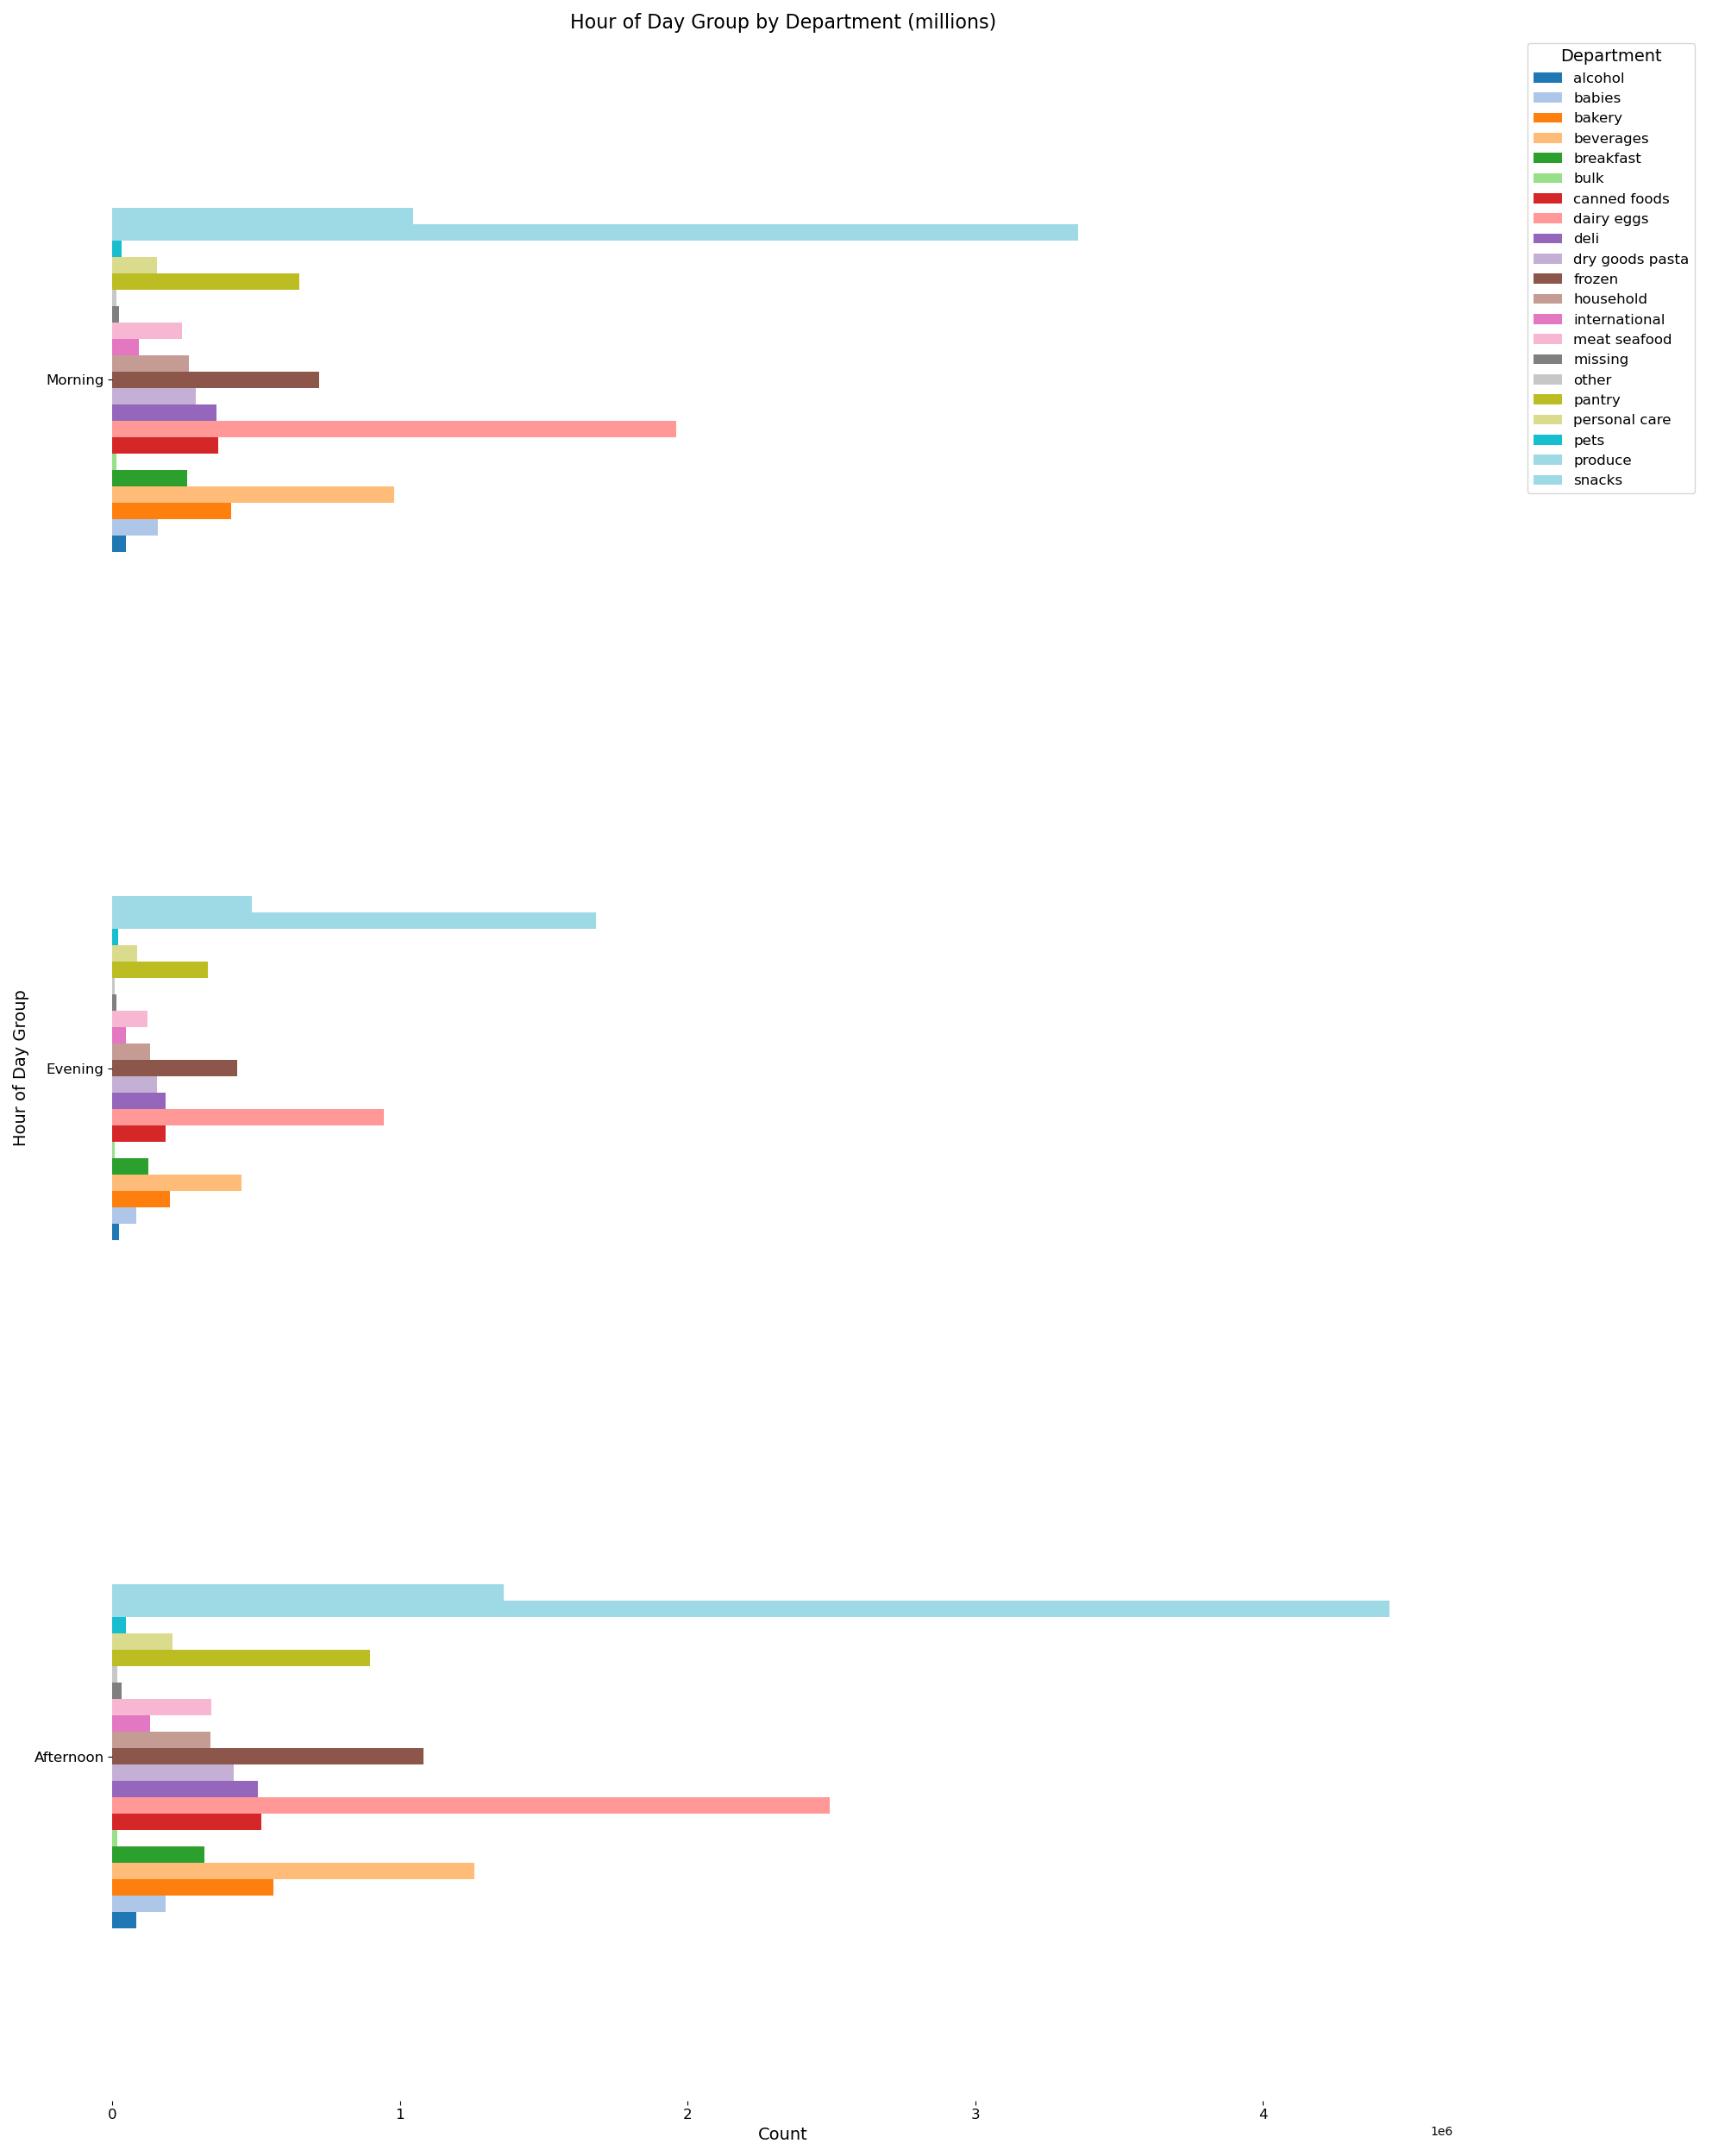 Hour of Day Group by Department (millions)
Department
alcohol
babies
bakery
beverages
breakfast
bulk
canned foods
dairy eggs
deli
dry goods pasta
frozen
household
international
meat seafood
missing
other
pantry
personal care
pets
produce
snacks
Morning
Evening
Afternoon
Hour of Day Group
0 1 2 3 4
1e6
Count